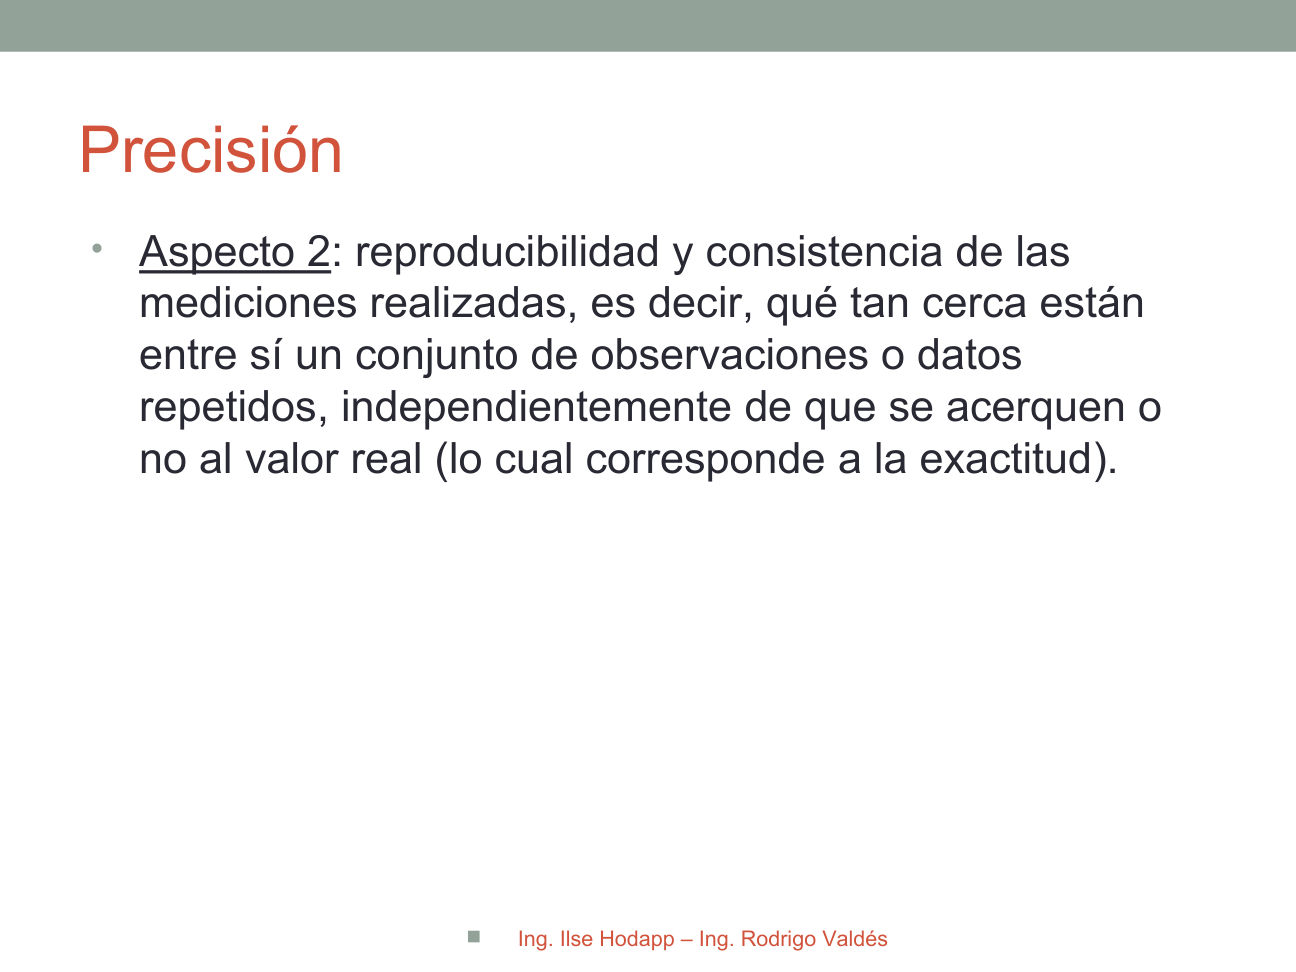 Precisión
• Aspecto 2: reproducibilidad y consistencia de las
mediciones realizadas, es decir, qué tan cerca están
entre sí un conjunto de observaciones o datos
repetidos, independientemente de que se acerquen o
no al valor real (lo cual corresponde a la exactitud).
■ Ing. Ilse Hodapp – Ing. Rodrigo Valdés